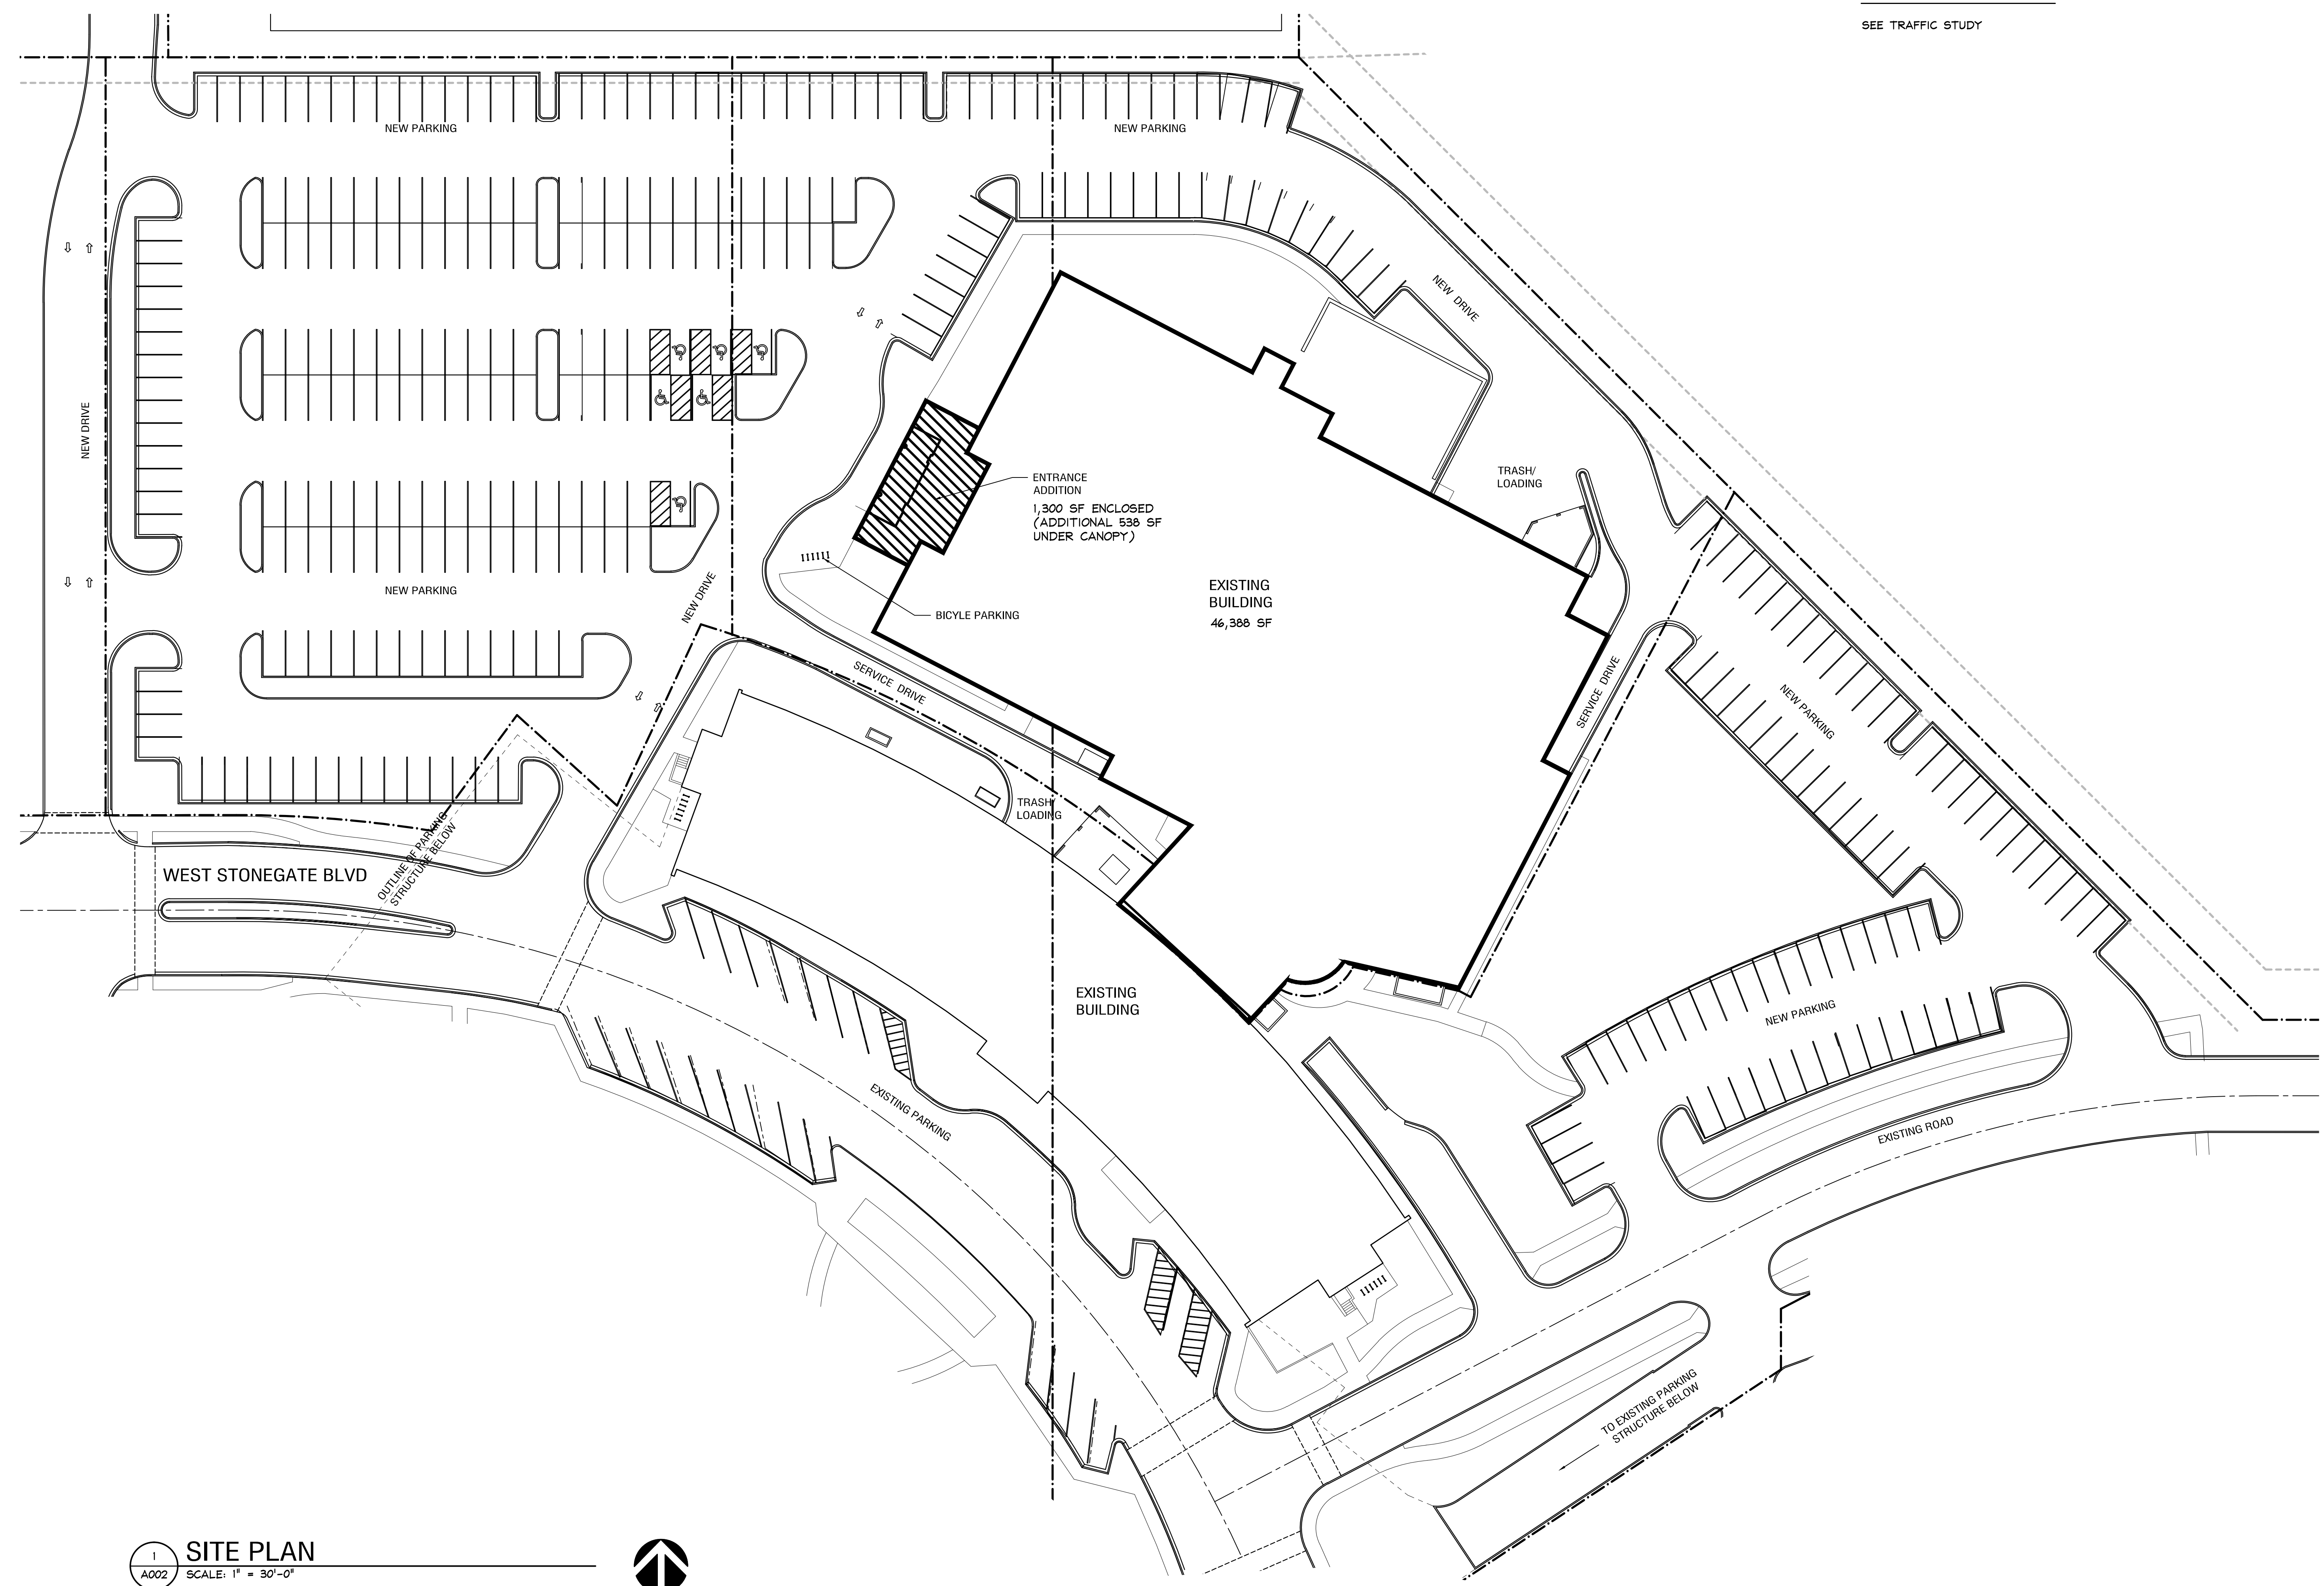 SEE TRAFFIC STUDY
NEW PARKING
NEW PARKING
NEW DRIVE
NEW DRIVE
TRASH/
LOADING
ENTRANCE
ADDITION
1,300 SF ENCLOSED
(ADDITIONAL 538 SF
UNDER CANOPY)
EXISTING
BUILDING
46,388 SF
NEW PARKING
NEW DRIVE
BICYLE PARKING
SERVICE DRIVE
SERVICE DRIVE
NEW PARKING
TRASH/
LOADING
OUTLINE OF PARKING
STRUCTURE BELOW
WEST STONEGATE BLVD
EXISTING
BUILDING
NEW PARKING
EXISTING PARKING
EXISTING ROAD
TO EXISTING PARKING
STRUCTURE BELOW
1
A002
SITE PLAN
SCALE: 1" = 30'-0"